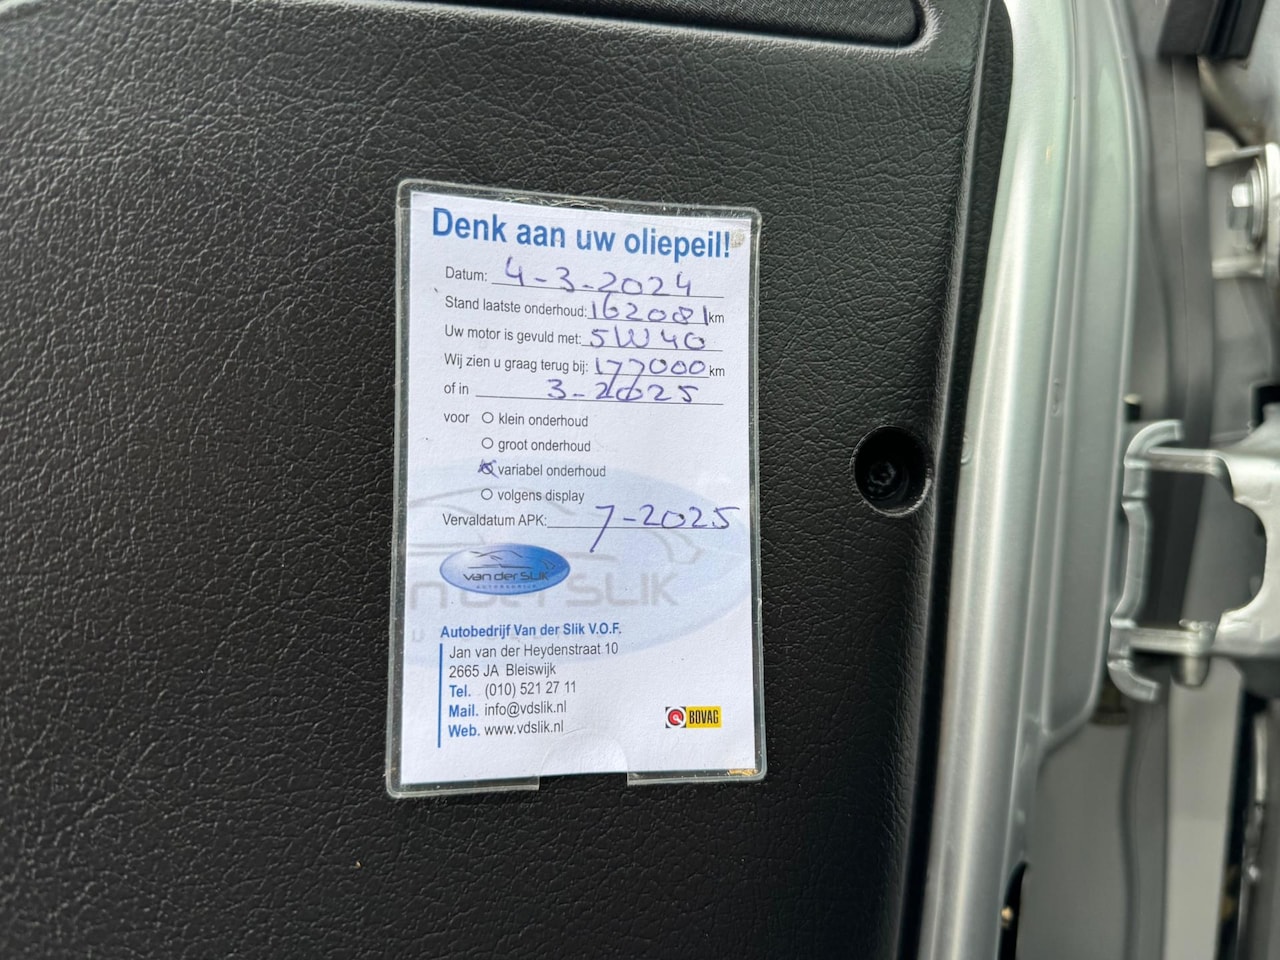 Denk aan uw oliepeil!
Datum: 4-3-2024
Stand laatste onderhoud: 162081 km
Uw motor is gevuld met: 5W40
Wij zien u graag terug bij: 177000 km
of in 3-2025
voor O klein onderhoud
O groot onderhoud
variabel onderhoud
O volgens display
Vervaldatum APK: 7-2025
van der SLIK
AUTOBEDRIJF
Autobedrijf Van der Slik V.O.F.
Jan van der Heydenstraat 10
2665 JA Bleiswijk
Tel. (010) 521 27 11
Mail. info@vdslik.nl
Web. www.vdslik.nl
BOVAG